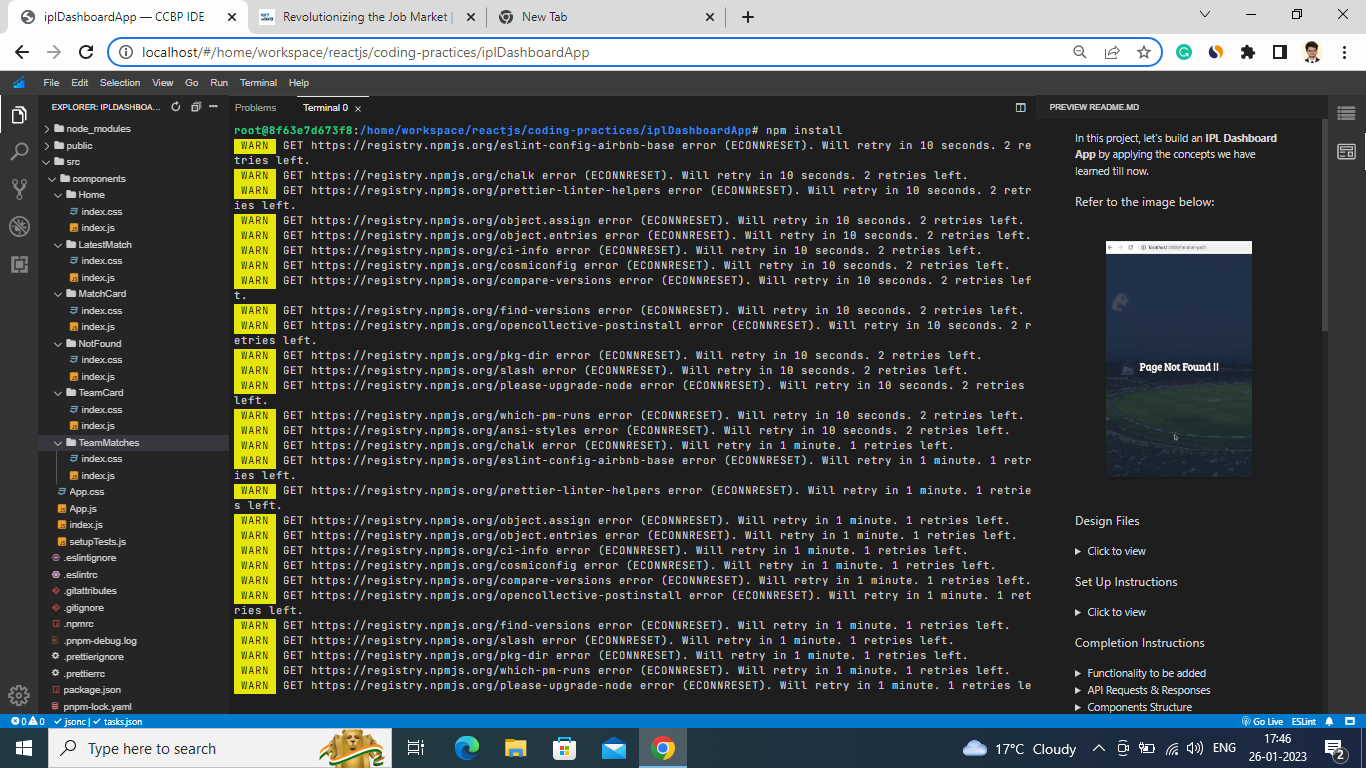 iplDashboardApp — CCBP IDE
Revolutionizing the Job Market |
New Tab
localhost/#/home/workspace/reactjs/coding-practices/iplDashboardApp
File Edit Selection View Go Run Terminal Help
EXPLORER: IPLDASHBOA...
node_modules
public
src
components
Home
index.css
index.js
LatestMatch
index.css
index.js
MatchCard
index.css
index.js
NotFound
index.css
index.js
TeamCard
index.css
index.js
TeamMatches
index.css
index.js
App.css
App.js
index.js
setupTests.js
.eslintignore
.eslintrc
.gitattributes
.gitignore
.npmrc
.pnpm-debug.log
.prettierignore
.prettierrc
package.json
pnpm-lock.yaml
Problems Terminal 0
root@8f63e7d673f8:/home/workspace/reactjs/coding-practices/iplDashboardApp# npm install
WARN GET https://registry.npmjs.org/eslint-config-airbnb-base error (ECONNRESET). Will retry in 10 seconds. 2 re
tries left.
WARN GET https://registry.npmjs.org/chalk error (ECONNRESET). Will retry in 10 seconds. 2 retries left.
WARN GET https://registry.npmjs.org/prettier-linter-helpers error (ECONNRESET). Will retry in 10 seconds. 2 retr
ies left.
WARN GET https://registry.npmjs.org/object.assign error (ECONNRESET). Will retry in 10 seconds. 2 retries left.
WARN GET https://registry.npmjs.org/object.entries error (ECONNRESET). Will retry in 10 seconds. 2 retries left.
WARN GET https://registry.npmjs.org/ci-info error (ECONNRESET). Will retry in 10 seconds. 2 retries left.
WARN GET https://registry.npmjs.org/cosmiconfig error (ECONNRESET). Will retry in 10 seconds. 2 retries left.
WARN GET https://registry.npmjs.org/compare-versions error (ECONNRESET). Will retry in 10 seconds. 2 retries lef
t.
WARN GET https://registry.npmjs.org/find-versions error (ECONNRESET). Will retry in 10 seconds. 2 retries left.
WARN GET https://registry.npmjs.org/opencollective-postinstall error (ECONNRESET). Will retry in 10 seconds. 2 r
etries left.
WARN GET https://registry.npmjs.org/pkg-dir error (ECONNRESET). Will retry in 10 seconds. 2 retries left.
WARN GET https://registry.npmjs.org/slash error (ECONNRESET). Will retry in 10 seconds. 2 retries left.
WARN GET https://registry.npmjs.org/please-upgrade-node error (ECONNRESET). Will retry in 10 seconds. 2 retries
left.
WARN GET https://registry.npmjs.org/which-pm-runs error (ECONNRESET). Will retry in 10 seconds. 2 retries left.
WARN GET https://registry.npmjs.org/ansi-styles error (ECONNRESET). Will retry in 10 seconds. 2 retries left.
WARN GET https://registry.npmjs.org/chalk error (ECONNRESET). Will retry in 1 minute. 1 retries left.
WARN GET https://registry.npmjs.org/eslint-config-airbnb-base error (ECONNRESET). Will retry in 1 minute. 1 retr
ies left.
WARN GET https://registry.npmjs.org/prettier-linter-helpers error (ECONNRESET). Will retry in 1 minute. 1 retrie
s left.
WARN GET https://registry.npmjs.org/object.assign error (ECONNRESET). Will retry in 1 minute. 1 retries left.
WARN GET https://registry.npmjs.org/object.entries error (ECONNRESET). Will retry in 1 minute. 1 retries left.
WARN GET https://registry.npmjs.org/ci-info error (ECONNRESET). Will retry in 1 minute. 1 retries left.
WARN GET https://registry.npmjs.org/cosmiconfig error (ECONNRESET). Will retry in 1 minute. 1 retries left.
WARN GET https://registry.npmjs.org/compare-versions error (ECONNRESET). Will retry in 1 minute. 1 retries left.
WARN GET https://registry.npmjs.org/opencollective-postinstall error (ECONNRESET). Will retry in 1 minute. 1 ret
ries left.
WARN GET https://registry.npmjs.org/find-versions error (ECONNRESET). Will retry in 1 minute. 1 retries left.
WARN GET https://registry.npmjs.org/slash error (ECONNRESET). Will retry in 1 minute. 1 retries left.
WARN GET https://registry.npmjs.org/pkg-dir error (ECONNRESET). Will retry in 1 minute. 1 retries left.
WARN GET https://registry.npmjs.org/which-pm-runs error (ECONNRESET). Will retry in 1 minute. 1 retries left.
WARN GET https://registry.npmjs.org/please-upgrade-node error (ECONNRESET). Will retry in 1 minute. 1 retries le
PREVIEW README.MD
In this project, let's build an IPL Dashboard
App by applying the concepts we have
learned till now.
Refer to the image below:
Page Not Found !!
Design Files
Click to view
Set Up Instructions
Click to view
Completion Instructions
Functionality to be added
API Requests & Responses
Components Structure
0 0 jsonc | tasks.json
Go Live ESLint
Type here to search
17°C Cloudy
ENG
17:46
26-01-2023
2